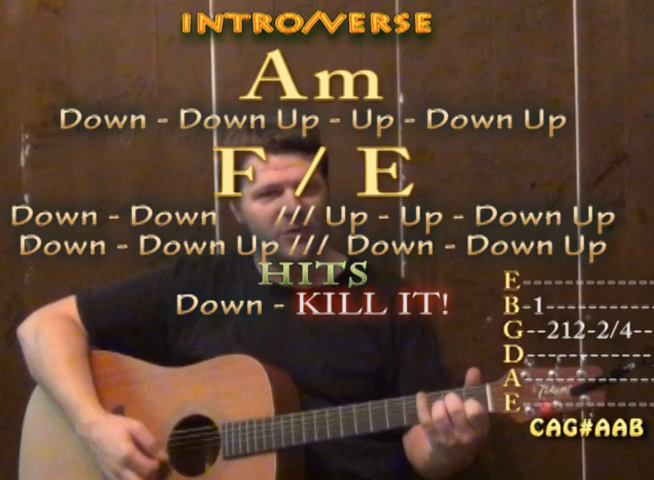 INTRO/VERSE
Am
Down - Down Up - Up - Down Up
F / E
Down - Down /// Up - Up - Down Up
Down - Down Up /// Down - Down Up
HITS
Down - KILL IT!
E---------------
B-1------------
G--212-2/4--
D---------------
A---------------
E---------------
CAG#AAB